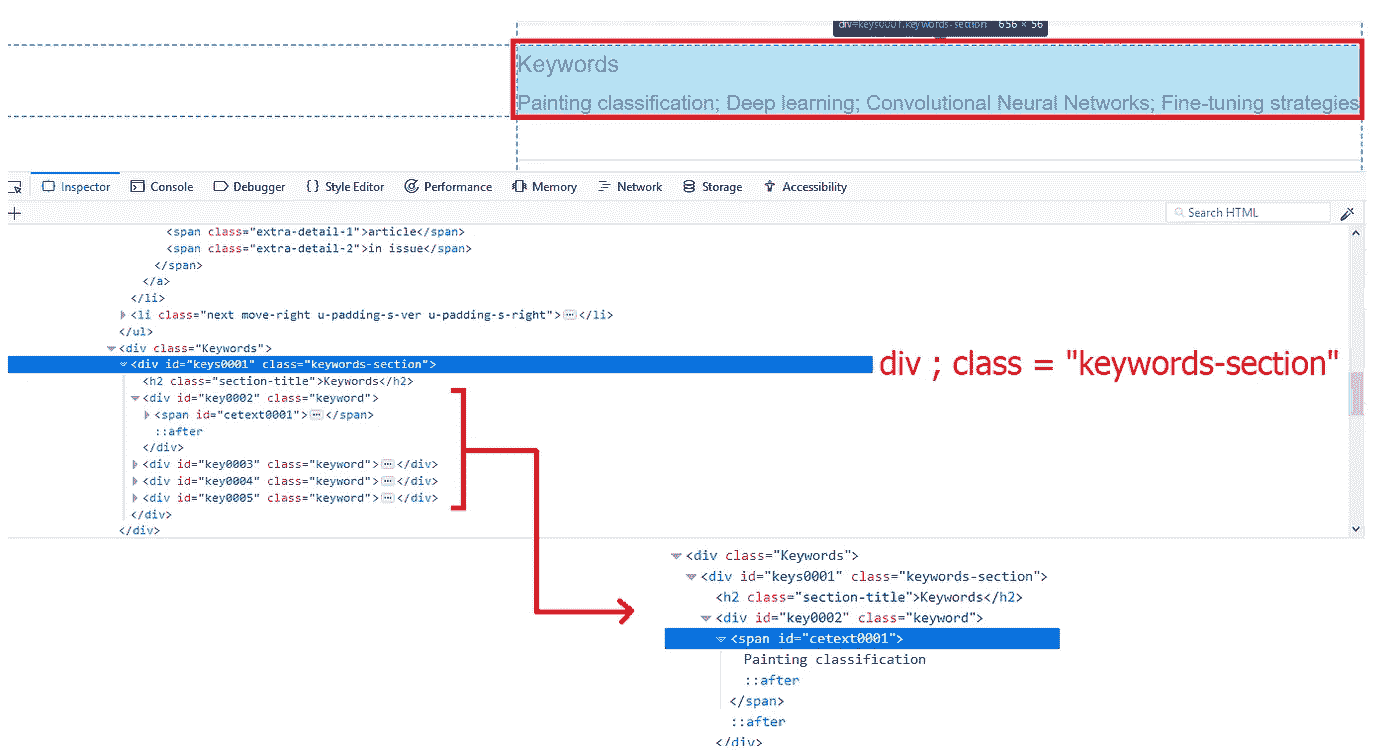 div#keys0001.keywords-section 656 × 56
Keywords
Painting classification; Deep learning; Convolutional Neural Networks; Fine-tuning strategies
Inspector Console Debugger {} Style Editor Performance Memory Network Storage Accessibility
+ Search HTML
<span class="extra-detail-1">article</span>
<span class="extra-detail-2">in issue</span>
</span>
</a>
</li>
<li class="next move-right u-padding-s-ver u-padding-s-right">⋯</li>
</ul>
<div class="Keywords">
<div id="keys0001" class="keywords-section">
div ; class = "keywords-section"
<h2 class="section-title">Keywords</h2>
<div id="key0002" class="keyword">
<span id="cetext0001">⋯</span>
::after
</div>
<div id="key0003" class="keyword">⋯</div>
<div id="key0004" class="keyword">⋯</div>
<div id="key0005" class="keyword">⋯</div>
</div>
</div>
<div class="Keywords">
<div id="keys0001" class="keywords-section">
<h2 class="section-title">Keywords</h2>
<div id="key0002" class="keyword">
<span id="cetext0001">
Painting classification
::after
</span>
::after
</div>